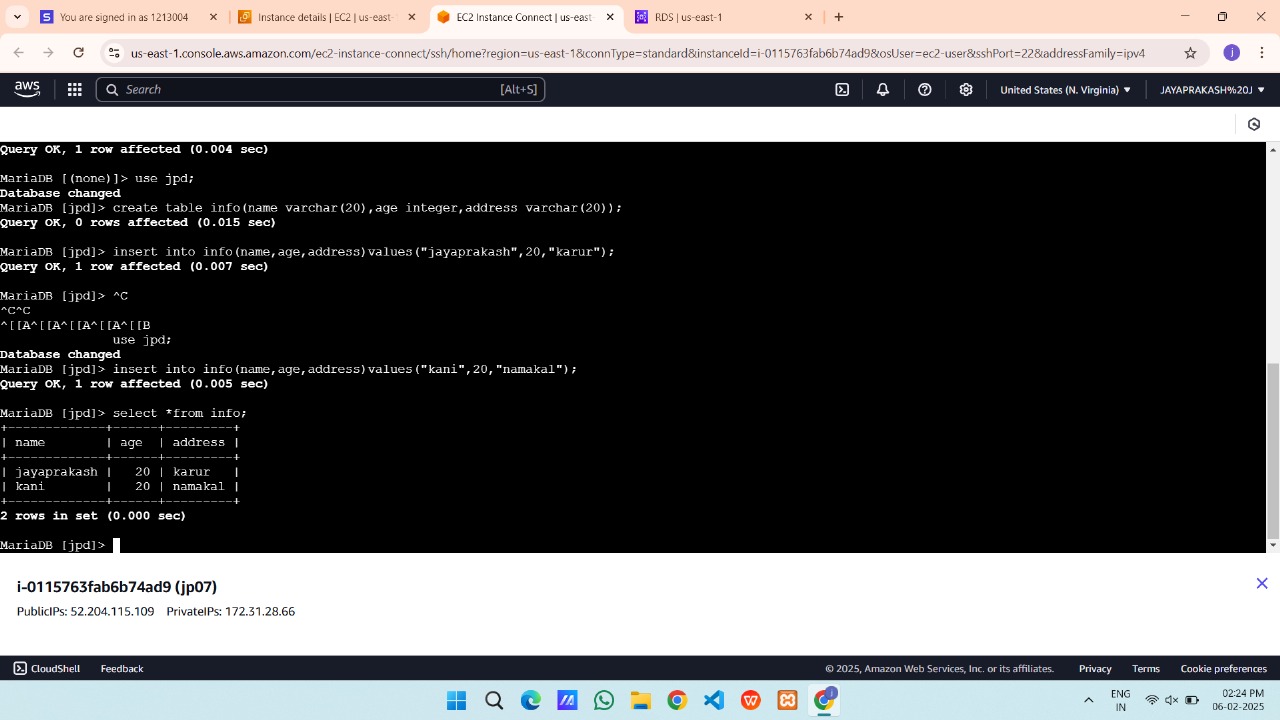 You are signed in as 1213004
Instance details | EC2 | us-east-
EC2 Instance Connect | us-east-
RDS | us-east-1
us-east-1.console.aws.amazon.com/ec2-instance-connect/ssh/home?region=us-east-1&connType=standard&instanceId=i-0115763fab6b74ad9&osUser=ec2-user&sshPort=22&addressFamily=ipv4
j
aws
Search
[Alt+S]
United States (N. Virginia)
JAYAPRAKASH%20J
Query OK, 1 row affected (0.004 sec)
MariaDB [(none)]> use jpd;
Database changed
MariaDB [jpd]> create table info(name varchar(20),age integer,address varchar(20));
Query OK, 0 rows affected (0.015 sec)
MariaDB [jpd]> insert into info(name,age,address)values("jayaprakash",20,"karur");
Query OK, 1 row affected (0.007 sec)
MariaDB [jpd]> ^C
^C^C
^[[A^[[A^[[A^[[A^[[A^[[B
use jpd;
Database changed
MariaDB [jpd]> insert into info(name,age,address)values("kani",20,"namakal");
Query OK, 1 row affected (0.005 sec)
MariaDB [jpd]> select *from info;
+-------------+------+---------+
| name        | age  | address |
+-------------+------+---------+
| jayaprakash |   20 | karur   |
| kani        |   20 | namakal |
+-------------+------+---------+
2 rows in set (0.000 sec)
MariaDB [jpd]>
i-0115763fab6b74ad9 (jp07)
PublicIPs: 52.204.115.109 PrivateIPs: 172.31.28.66
CloudShell
Feedback
© 2025, Amazon Web Services, Inc. or its affiliates.
Privacy
Terms
Cookie preferences
ENG
IN
02:24 PM
06-02-2025